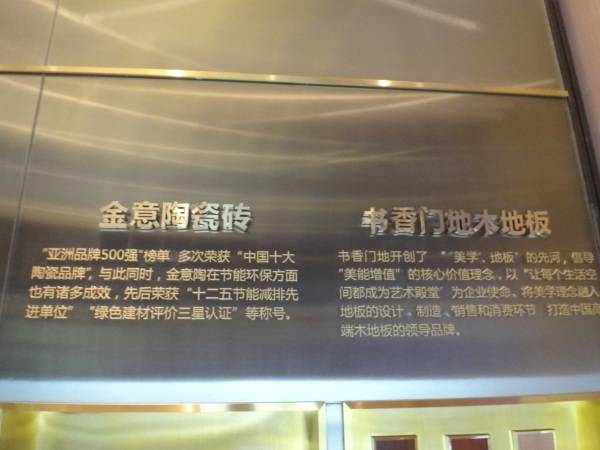 金意陶瓷砖
"亚洲品牌500强"榜单 多次荣获"中国十大
陶瓷品牌"。与此同时，金意陶在节能环保方面
也有诸多成效，先后荣获"十二五节能减排先
进单位" "绿色建材评价三星认证"等称号。
书香门地木地板
书香门地开创了 ""美学、地板"的先河，倡导
"美能增值"的核心价值理念，以"让每个生活空
间都成为艺术殿堂"为企业使命、将美学理念融入
地板的设计、制造、销售和消费环节 打造中国高
端木地板的领导品牌。